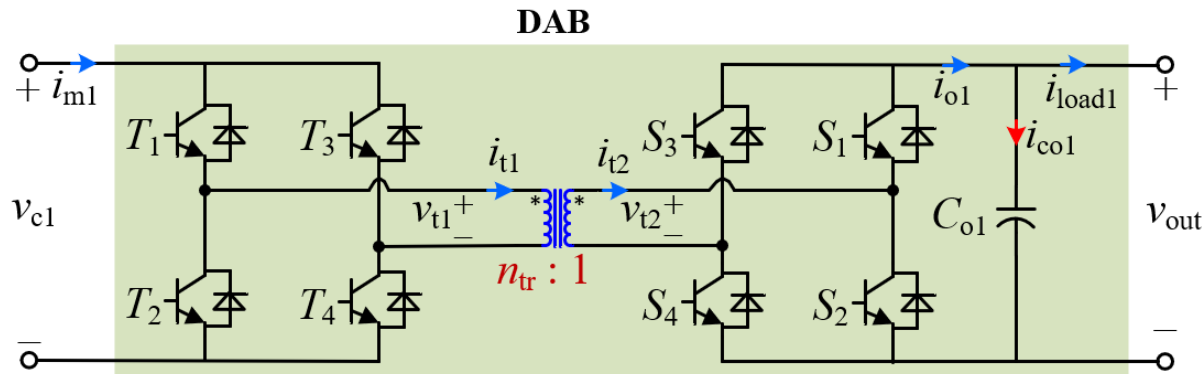 DAB
+ i_m1
i_o1
i_load1 +
T_1
T_3
S_3
S_1
i_co1
i_t1
i_t2
v_c1
v_t1 + −
* *
v_t2 + −
C_o1
v_out
n_tr : 1
T_2
T_4
S_4
S_2
−
−